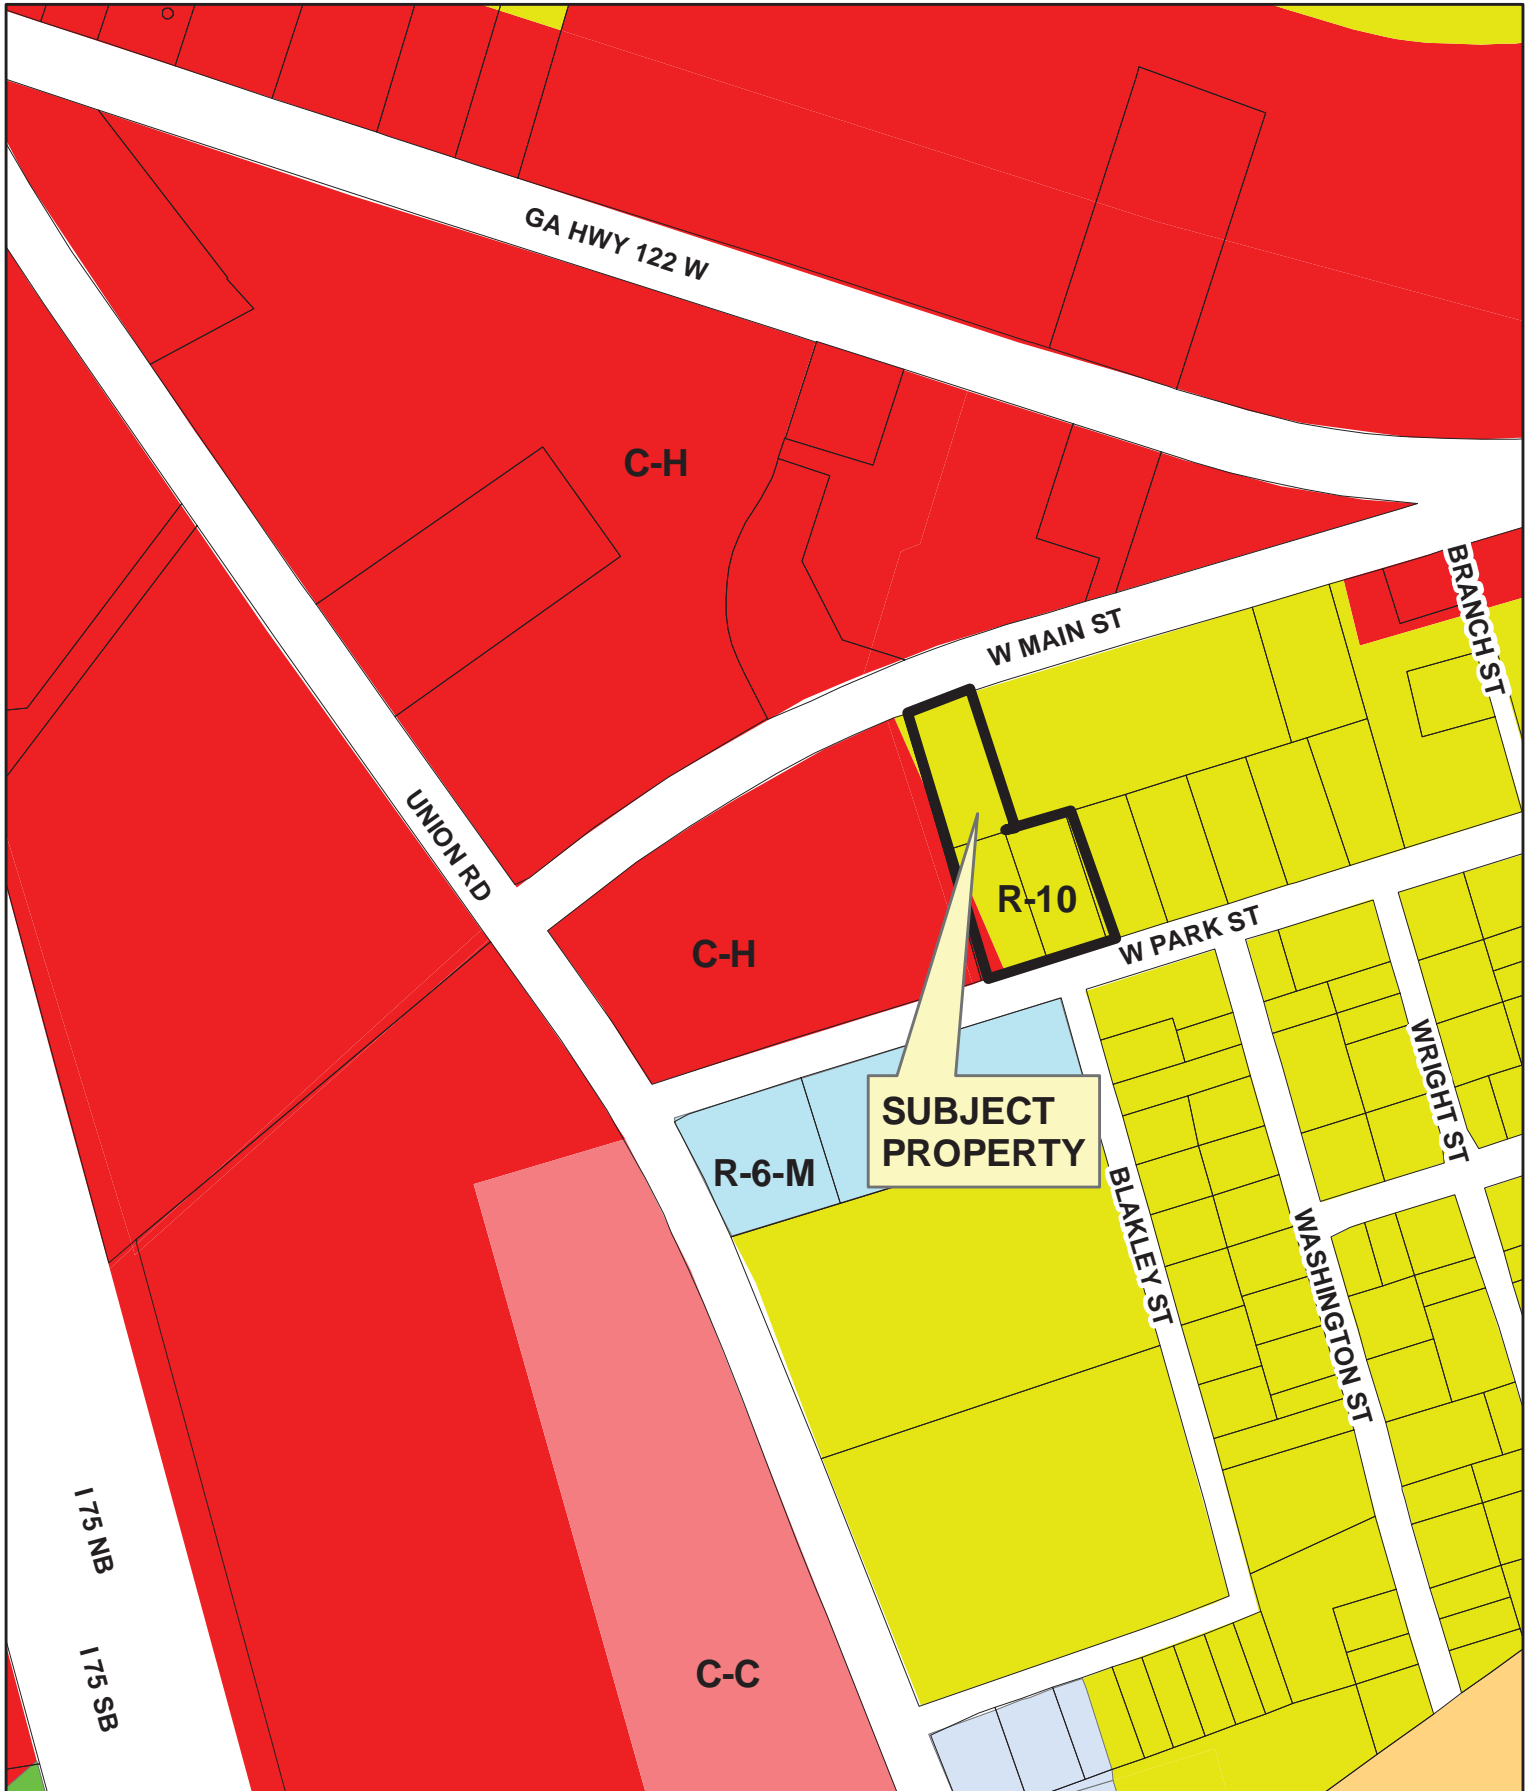 GA HWY 122 W
C-H
BRANCH ST
W MAIN ST
UNION RD
R-10
W PARK ST
C-H
WRIGHT ST
SUBJECT
PROPERTY
R-6-M
BLAKLEY ST
WASHINGTON ST
I 75 NB
I 75 SB
C-C